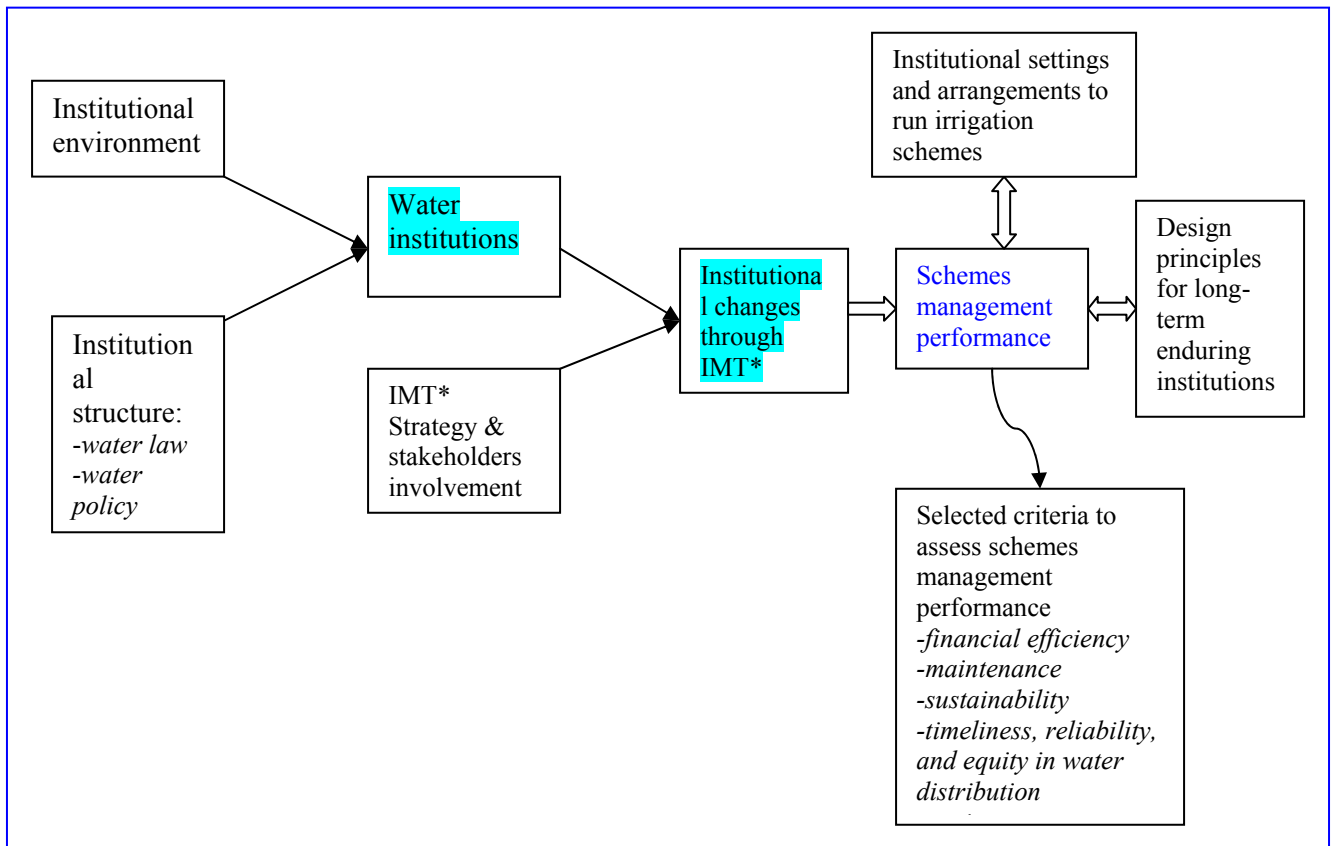 Institutional
environment
Institution
al
structure:
-water law
-water
policy
Water
institutions
IMT*
Strategy &
stakeholders
involvement
Institutiona
l changes
through
IMT*
Institutional settings
and arrangements to
run irrigation
schemes
Schemes
management
performance
Design
principles
for long-
term
enduring
institutions
Selected criteria to
assess schemes
management
performance
-financial efficiency
-maintenance
-sustainability
-timeliness, reliability,
and equity in water
distribution